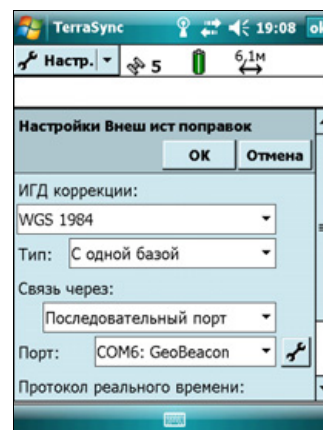 TerraSync 19:08 ok
Настр. 5 6,1м
Настройки Внеш ист поправок
ОК Отмена
ИГД коррекции:
WGS 1984
Тип: С одной базой
Связь через:
Последовательный порт
Порт: COM6: GeoBeacon
Протокол реального времени: